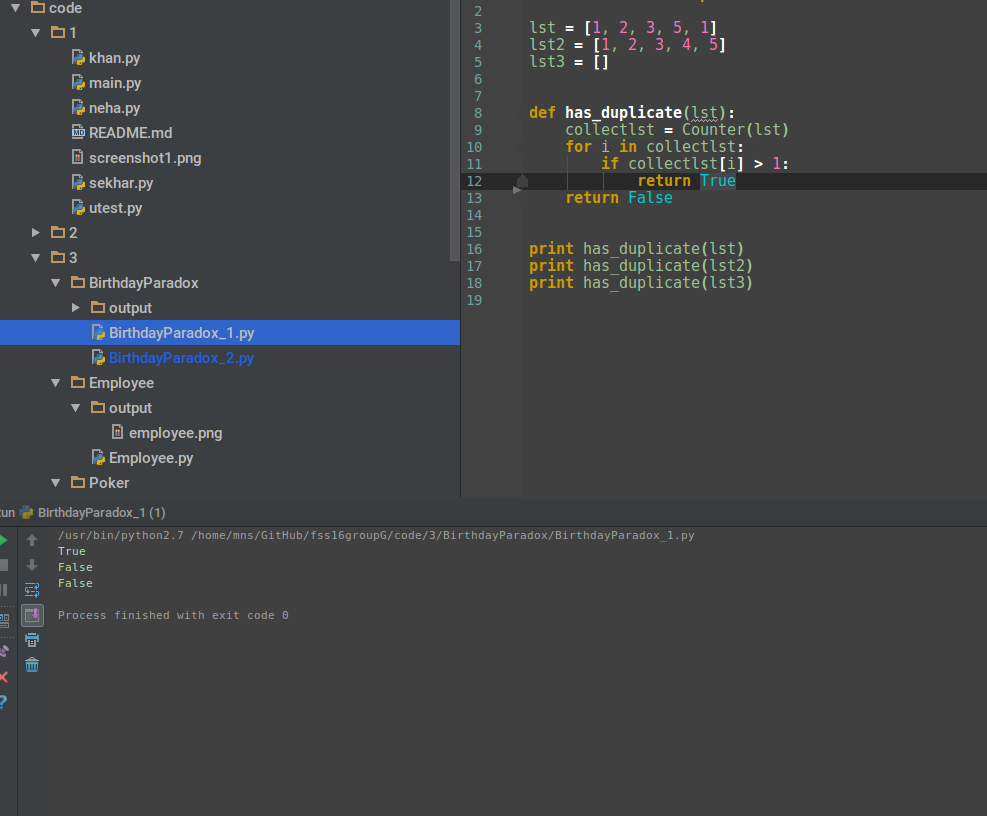 code
1
khan.py
main.py
neha.py
README.md
screenshot1.png
sekhar.py
utest.py
2
3
BirthdayParadox
output
BirthdayParadox_1.py
BirthdayParadox_2.py
Employee
output
employee.png
Employee.py
Poker
2
3 lst = [1, 2, 3, 5, 1]
4 lst2 = [1, 2, 3, 4, 5]
5 lst3 = []
6
7
8 def has_duplicate(lst):
9 collectlst = Counter(lst)
10 for i in collectlst:
11 if collectlst[i] > 1:
12 return True
13 return False
14
15
16 print has_duplicate(lst)
17 print has_duplicate(lst2)
18 print has_duplicate(lst3)
19
un BirthdayParadox_1 (1)
/usr/bin/python2.7 /home/mns/GitHub/fss16groupG/code/3/BirthdayParadox/BirthdayParadox_1.py
True
False
False
Process finished with exit code 0